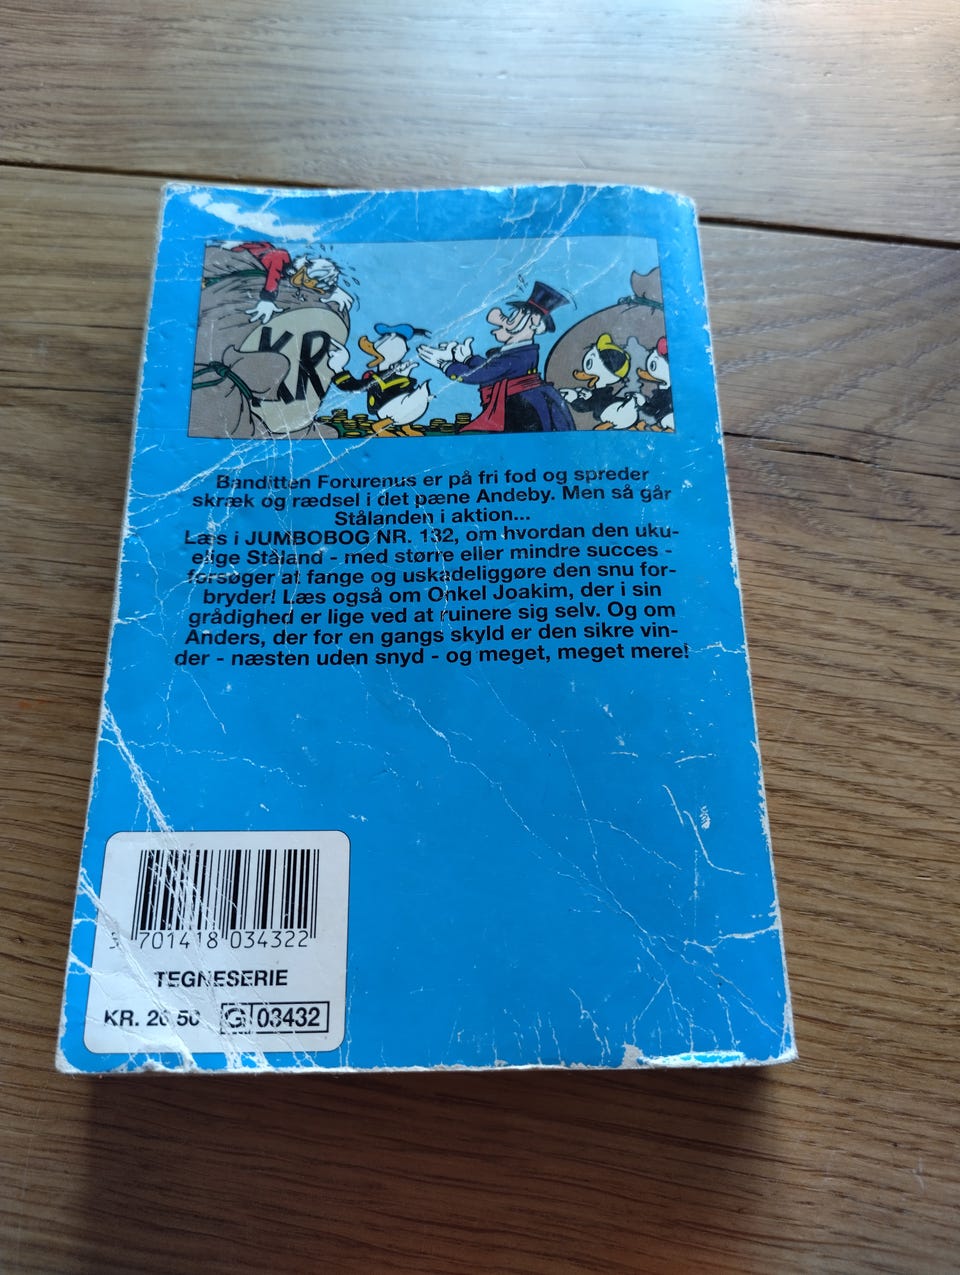 KR
Banditten Forurenus er på fri fod og spreder
skræk og rædsel i det pæne Andeby. Men så går
Stålanden i aktion...
Læs i JUMBOBOG NR. 132, om hvordan den uku-
elige Ståland - med større eller mindre succes -
forsøger at fange og uskadeliggøre den snu for-
bryder! Læs også om Onkel Joakim, der i sin
grådighed er lige ved at ruinere sig selv. Og om
Anders, der for en gangs skyld er den sikre vin-
der - næsten uden snyd - og meget, meget mere!
701418 034322
TEGNESERIE
KR. 26 50 G 03432